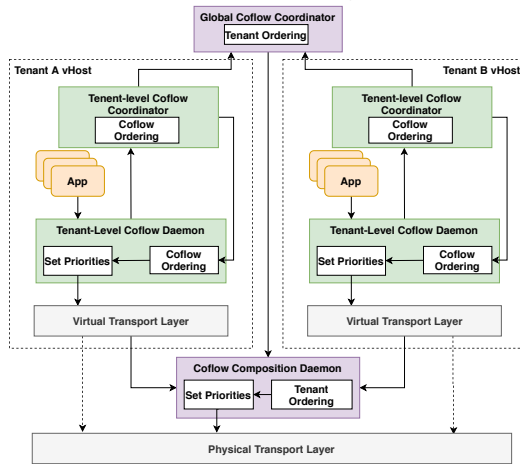 Global Coflow Coordinator
Tenant Ordering
Tenant A vHost
Tenant B vHost
Tenent-level Coflow
Coordinator
Coflow
Ordering
Tenent-level Coflow
Coordinator
Coflow
Ordering
App
App
Tenant-Level Coflow Daemon
Set Priorities
Coflow
Ordering
Tenant-Level Coflow Daemon
Set Priorities
Coflow
Ordering
Virtual Transport Layer
Virtual Transport Layer
Coflow Composition Daemon
Set Priorities
Tenant
Ordering
Physical Transport Layer